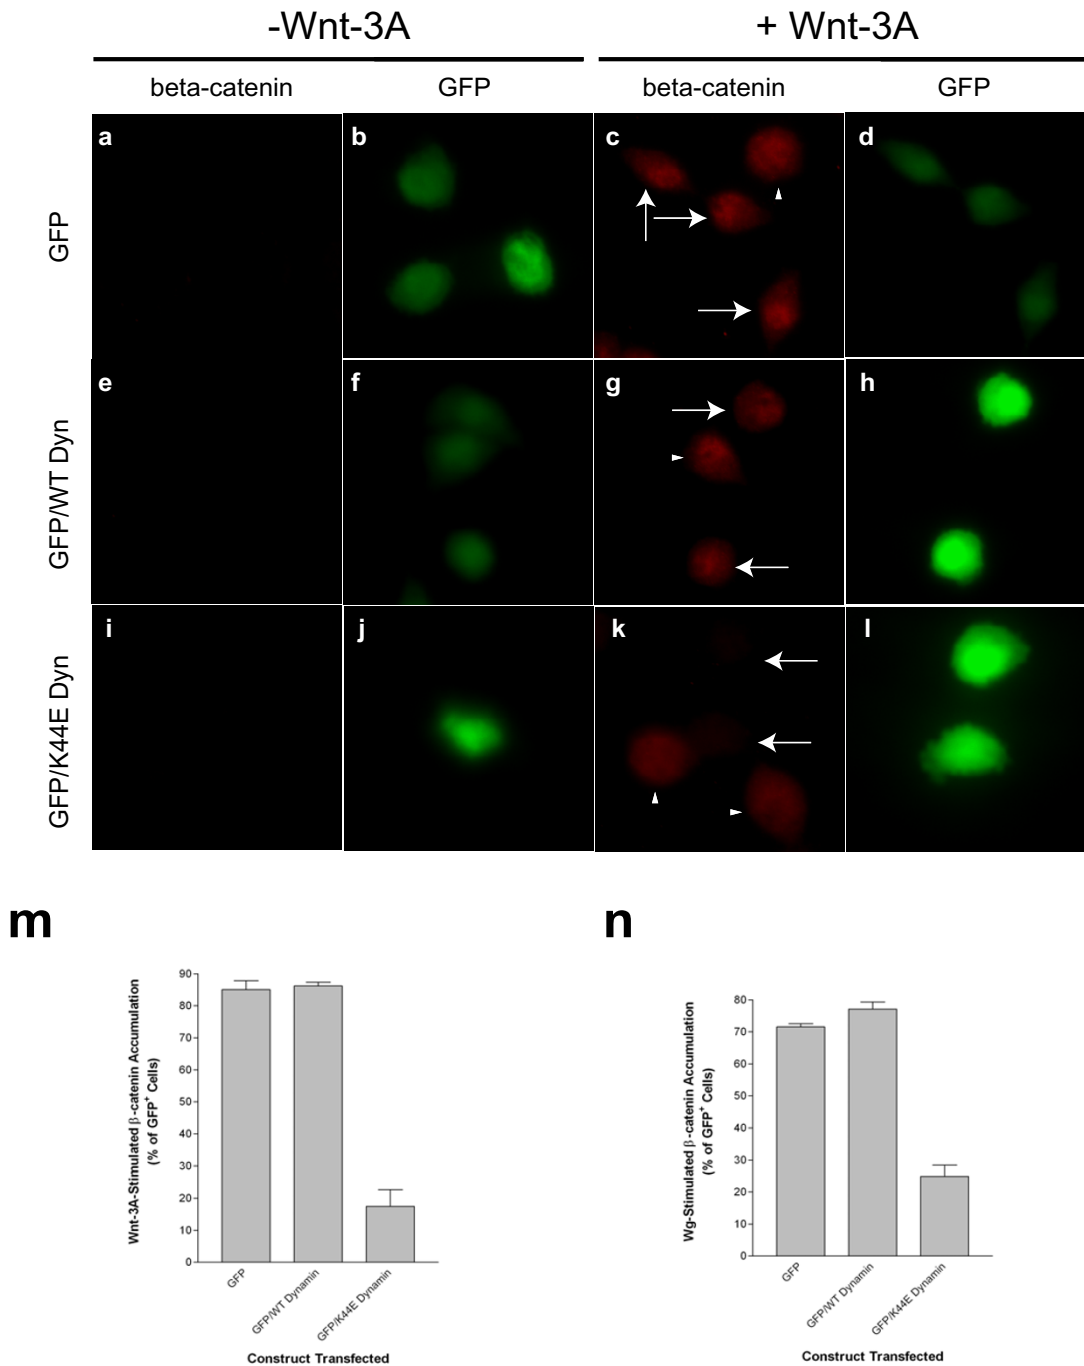 -Wnt-3A
+ Wnt-3A
beta-catenin
GFP
beta-catenin
GFP
GFP
a
b
c
d
GFP/WT Dyn
e
f
g
h
GFP/K44E Dyn
i
j
k
l
m
Wnt-3A-Stimulated β-catenin Accumulation
(% of GFP⁺ Cells)
90
80
70
60
50
40
30
20
10
0
GFP
GFP/WT Dynamin
GFP/K44E Dynamin
Construct Transfected
n
Wg-Stimulated β-catenin Accumulation
(% of GFP⁺ Cells)
80
70
60
50
40
30
20
10
0
GFP
GFP/WT Dynamin
GFP/K44E Dynamin
Construct Transfected